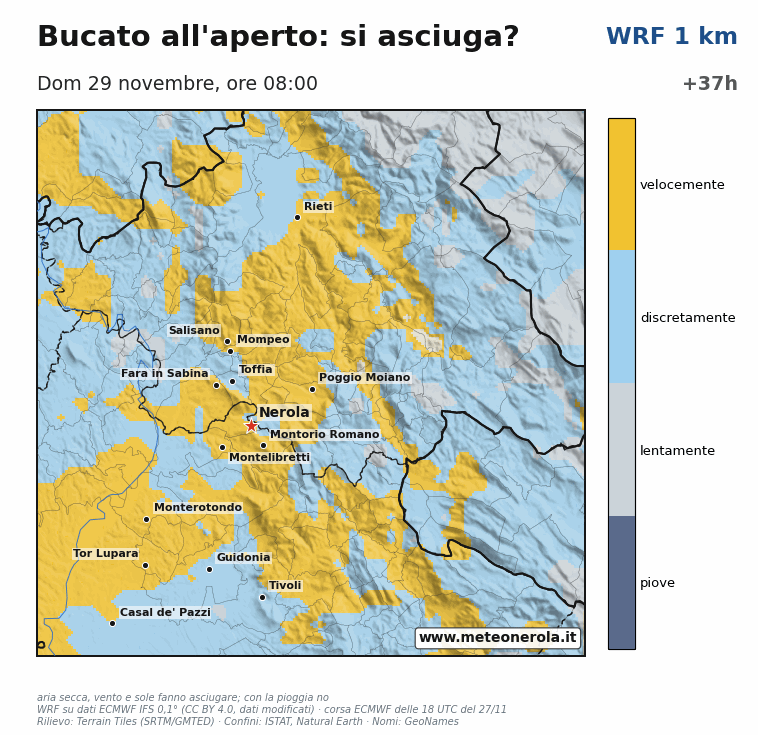 Bucato all'aperto: si asciuga?
WRF 1 km
Dom 29 novembre, ore 08:00
+37h
velocemente
discretamente
lentamente
piove
Rieti
Salisano
Mompeo
Toffia
Fara in Sabina
Poggio Moiano
Nerola
Montorio Romano
Montelibretti
Monterotondo
Tor Lupara
Guidonia
Tivoli
Casal de' Pazzi
www.meteonerola.it
aria secca, vento e sole fanno asciugare; con la pioggia no
WRF su dati ECMWF IFS 0,1° (CC BY 4.0, dati modificati) · corsa ECMWF delle 18 UTC del 27/11
Rilievo: Terrain Tiles (SRTM/GMTED) · Confini: ISTAT, Natural Earth · Nomi: GeoNames